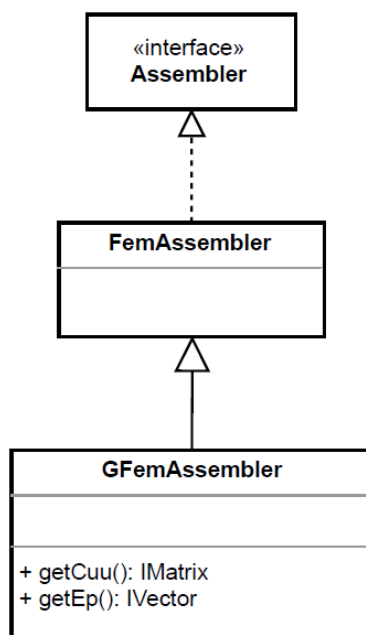 «interface»
Assembler
FemAssembler
GFemAssembler
+ getCuu(): IMatrix
+ getEp(): IVector